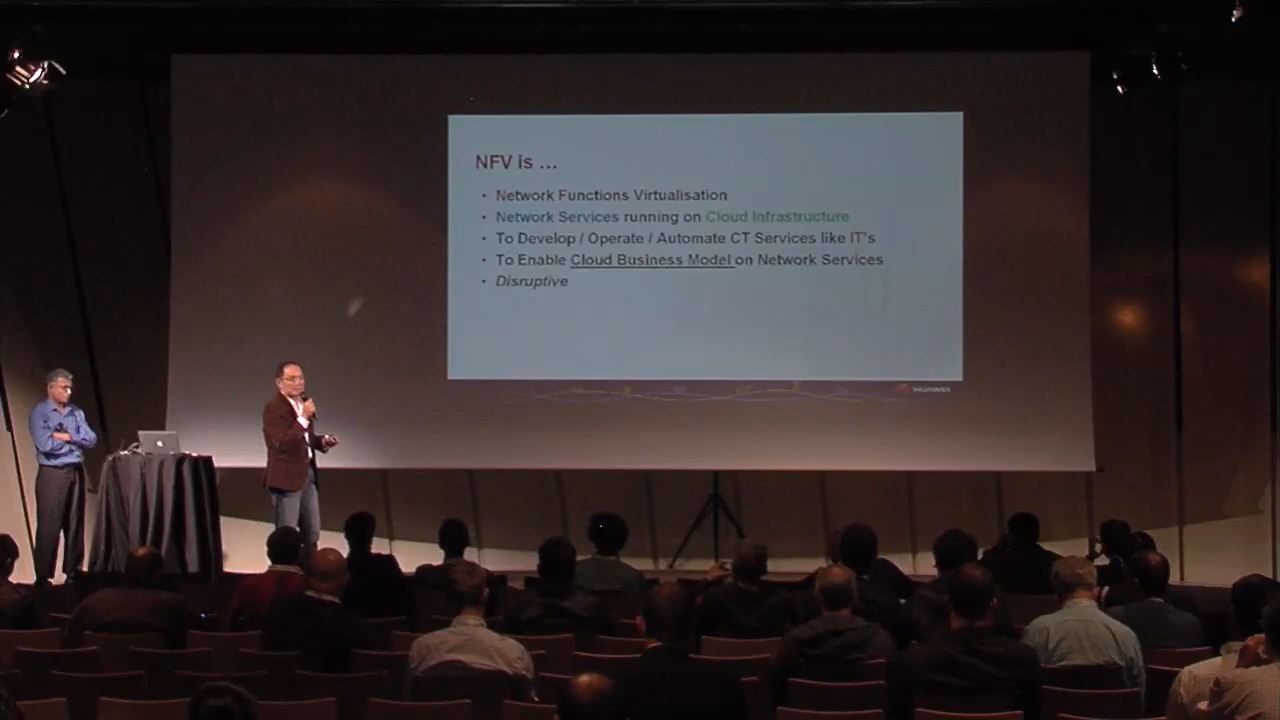 NFV is ...
• Network Functions Virtualisation
• Network Services running on Cloud Infrastructure
• To Develop / Operate / Automate CT Services like IT's
• To Enable Cloud Business Model on Network Services
• Disruptive